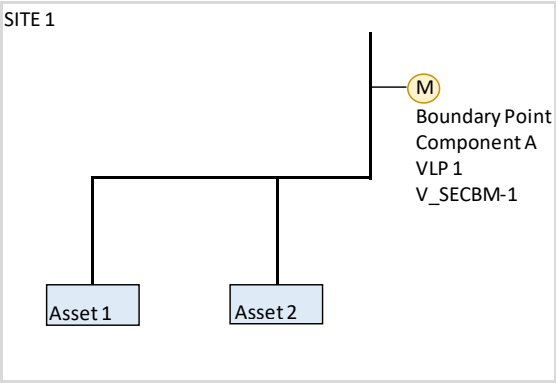 SITE 1
M
Boundary Point
Component A
VLP 1
V_SECBM-1
Asset 1
Asset 2